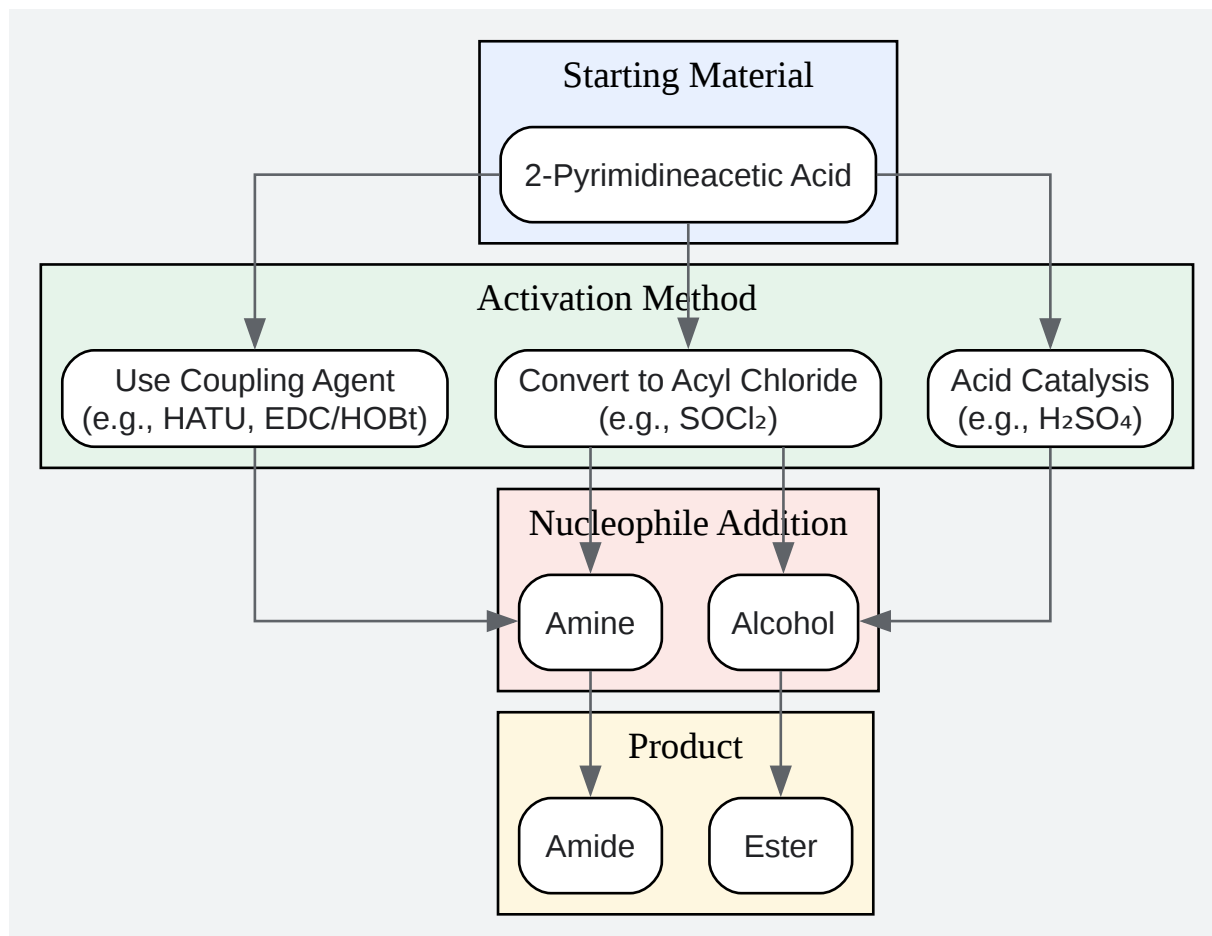 Starting Material
2-Pyrimidineacetic Acid
Activation Method
Use Coupling Agent
(e.g., HATU, EDC/HOBt)
Convert to Acyl Chloride
(e.g., SOCl₂)
Acid Catalysis
(e.g., H₂SO₄)
Nucleophile Addition
Amine
Alcohol
Product
Amide
Ester